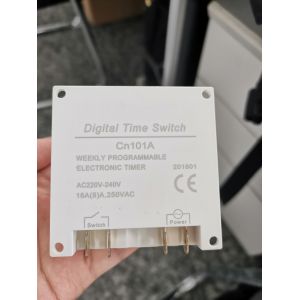 Digital Time Switch
Cn101A
WEEKLY PROGRAMMABLE
ELECTRONIC TIMER 201601
AC220V-240V
16A(8)A,250VAC
CE
Switch Power